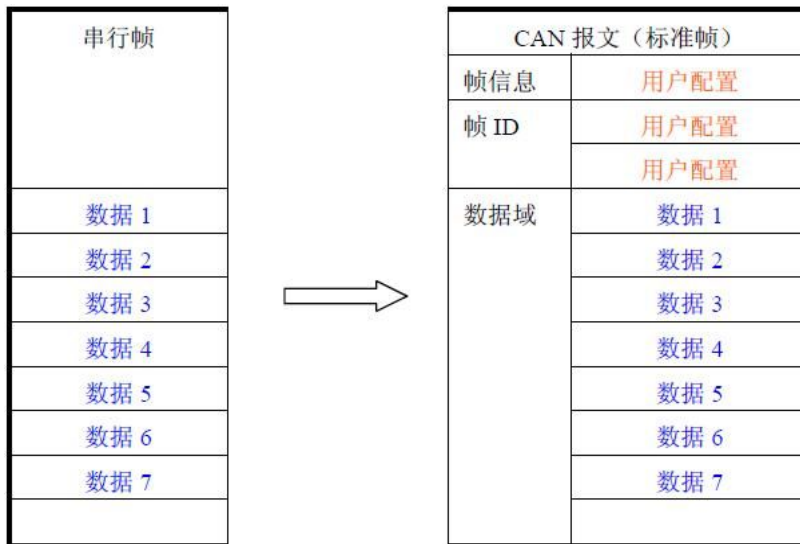 串行帧
数据 1
数据 2
数据 3
数据 4
数据 5
数据 6
数据 7
CAN 报文（标准帧）
帧信息 用户配置
帧 ID 用户配置
用户配置
数据域 数据 1
数据 2
数据 3
数据 4
数据 5
数据 6
数据 7